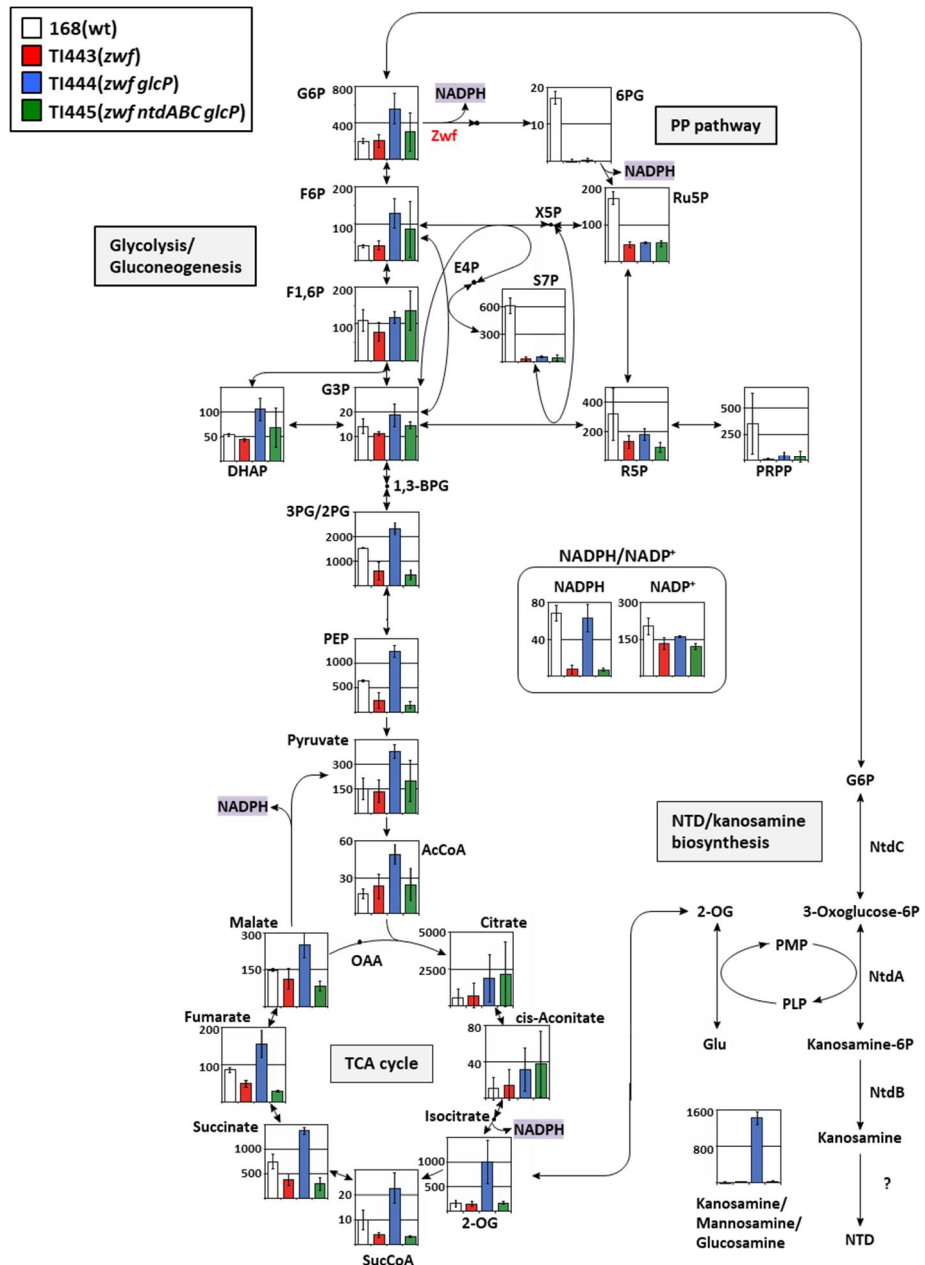 168(wt)
TI443(zwf)
TI444(zwf glcP)
TI445(zwf ntdABC glcP)
G6P
800
400
NADPH
Zwf
20
10
6PG
PP pathway
NADPH
F6P
200
100
X5P
200
100
Ru5P
Glycolysis/
Gluconeogenesis
E4P
F1,6P
200
100
S7P
600
300
G3P
100
50
DHAP
20
10
400
200
R5P
500
250
PRPP
1,3-BPG
3PG/2PG
2000
1000
NADPH/NADP+
NADPH
80
40
NADP+
300
150
PEP
1000
500
Pyruvate
300
150
NADPH
G6P
NTD/kanosamine
biosynthesis
NtdC
AcCoA
60
30
2-OG
3-Oxoglucose-6P
Malate
300
150
OAA
Citrate
5000
2500
PMP
NtdA
PLP
Fumarate
200
100
cis-Aconitate
80
40
TCA cycle
Glu
Kanosamine-6P
NtdB
Isocitrate
NADPH
Succinate
1000
500
1600
800
Kanosamine
1000
500
2-OG
20
10
SucCoA
?
Kanosamine/
Mannosamine/
Glucosamine
NTD